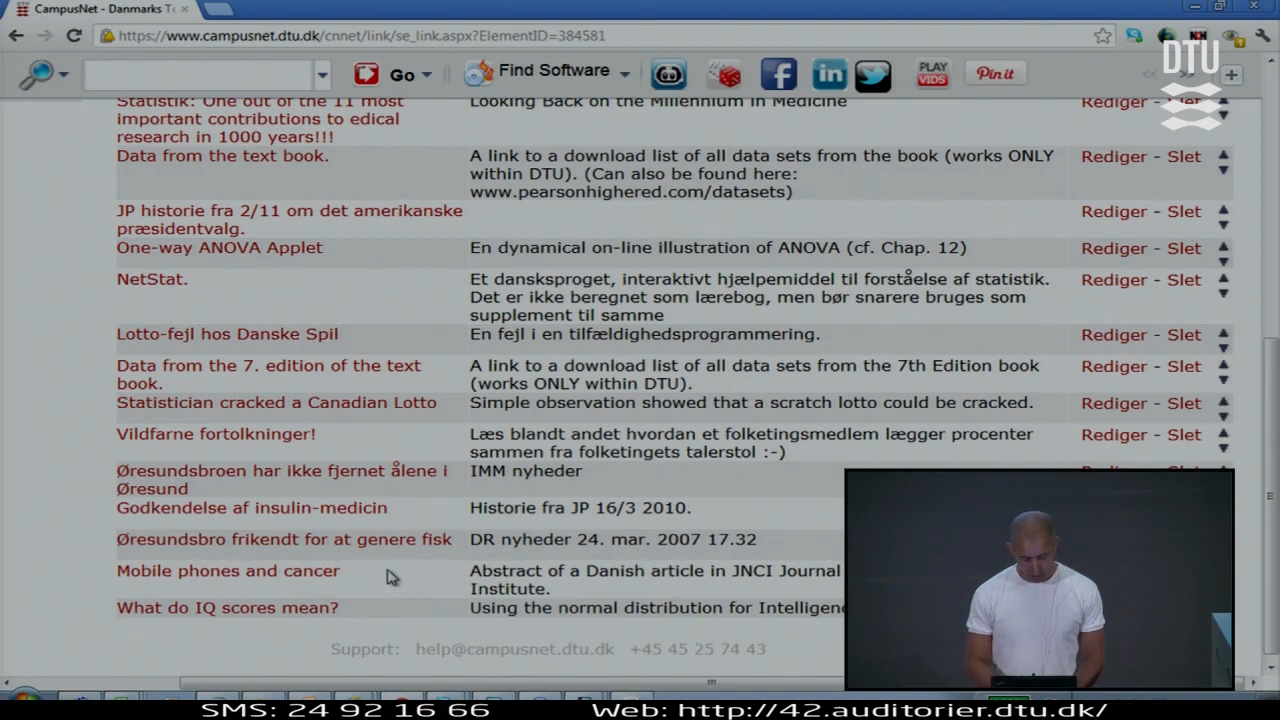 CampusNet - Danmarks Te
https://www.campusnet.dtu.dk/cnnet/link/se_link.aspx?ElementID=384581
DTU
Go
Find Software
PLAY
VIDS
Pin it
Statistik: One out of the 11 most
important contributions to edical
research in 1000 years!!!
Looking Back on the Millennium in Medicine
Rediger - Slet
Data from the text book.
A link to a download list of all data sets from the book (works ONLY
within DTU). (Can also be found here:
www.pearsonhighered.com/datasets)
Rediger - Slet
JP historie fra 2/11 om det amerikanske
præsidentvalg.
Rediger - Slet
One-way ANOVA Applet
En dynamical on-line illustration of ANOVA (cf. Chap. 12)
Rediger - Slet
NetStat.
Et dansksproget, interaktivt hjælpemiddel til forståelse af statistik.
Det er ikke beregnet som lærebog, men bør snarere bruges som
supplement til samme
Rediger - Slet
Lotto-fejl hos Danske Spil
En fejl i en tilfældighedsprogrammering.
Rediger - Slet
Data from the 7. edition of the text
book.
A link to a download list of all data sets from the 7th Edition book
(works ONLY within DTU).
Rediger - Slet
Statistician cracked a Canadian Lotto
Simple observation showed that a scratch lotto could be cracked.
Rediger - Slet
Vildfarne fortolkninger!
Læs blandt andet hvordan et folketingsmedlem lægger procenter
sammen fra folketingets talerstol :-)
Rediger - Slet
Øresundsbroen har ikke fjernet ålene i
Øresund
IMM nyheder
Godkendelse af insulin-medicin
Historie fra JP 16/3 2010.
Øresundsbro frikendt for at genere fisk
DR nyheder 24. mar. 2007 17.32
Mobile phones and cancer
Abstract of a Danish article in JNCI Journal
Institute.
What do IQ scores mean?
Using the normal distribution for
Support: help@campusnet.dtu.dk +45 45 25 74 43
SMS: 24 92 16 66 Web: http://42.auditorier.dtu.dk/